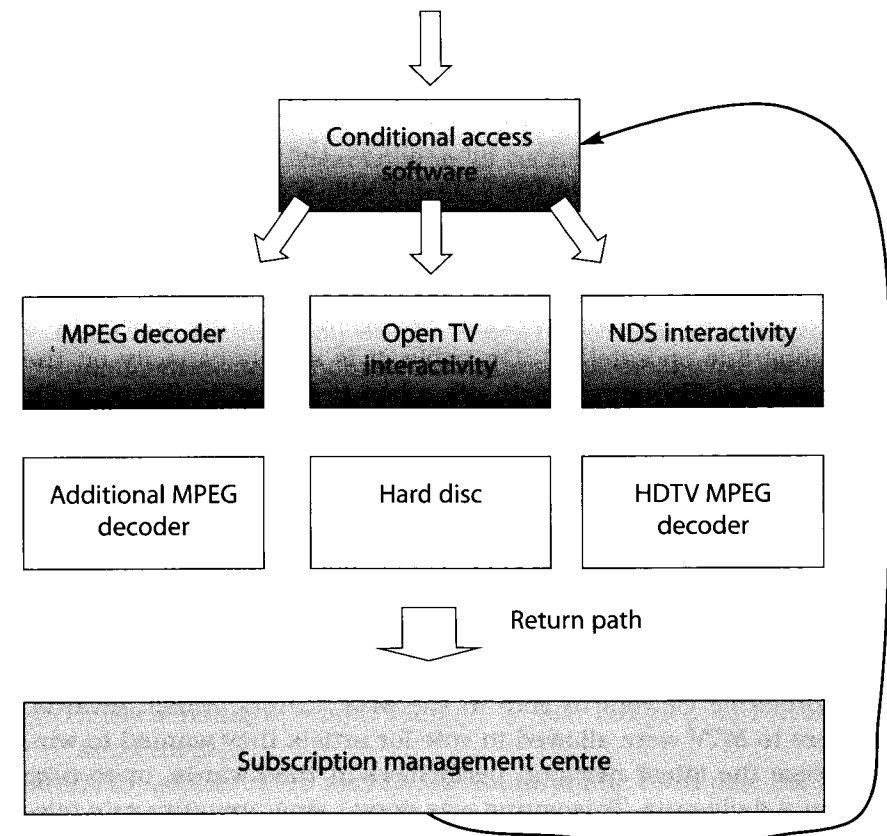 Conditional access
software
MPEG decoder
Open TV
interactivity
NDS interactivity
Additional MPEG
decoder
Hard disc
HDTV MPEG
decoder
Return path
Subscription management centre